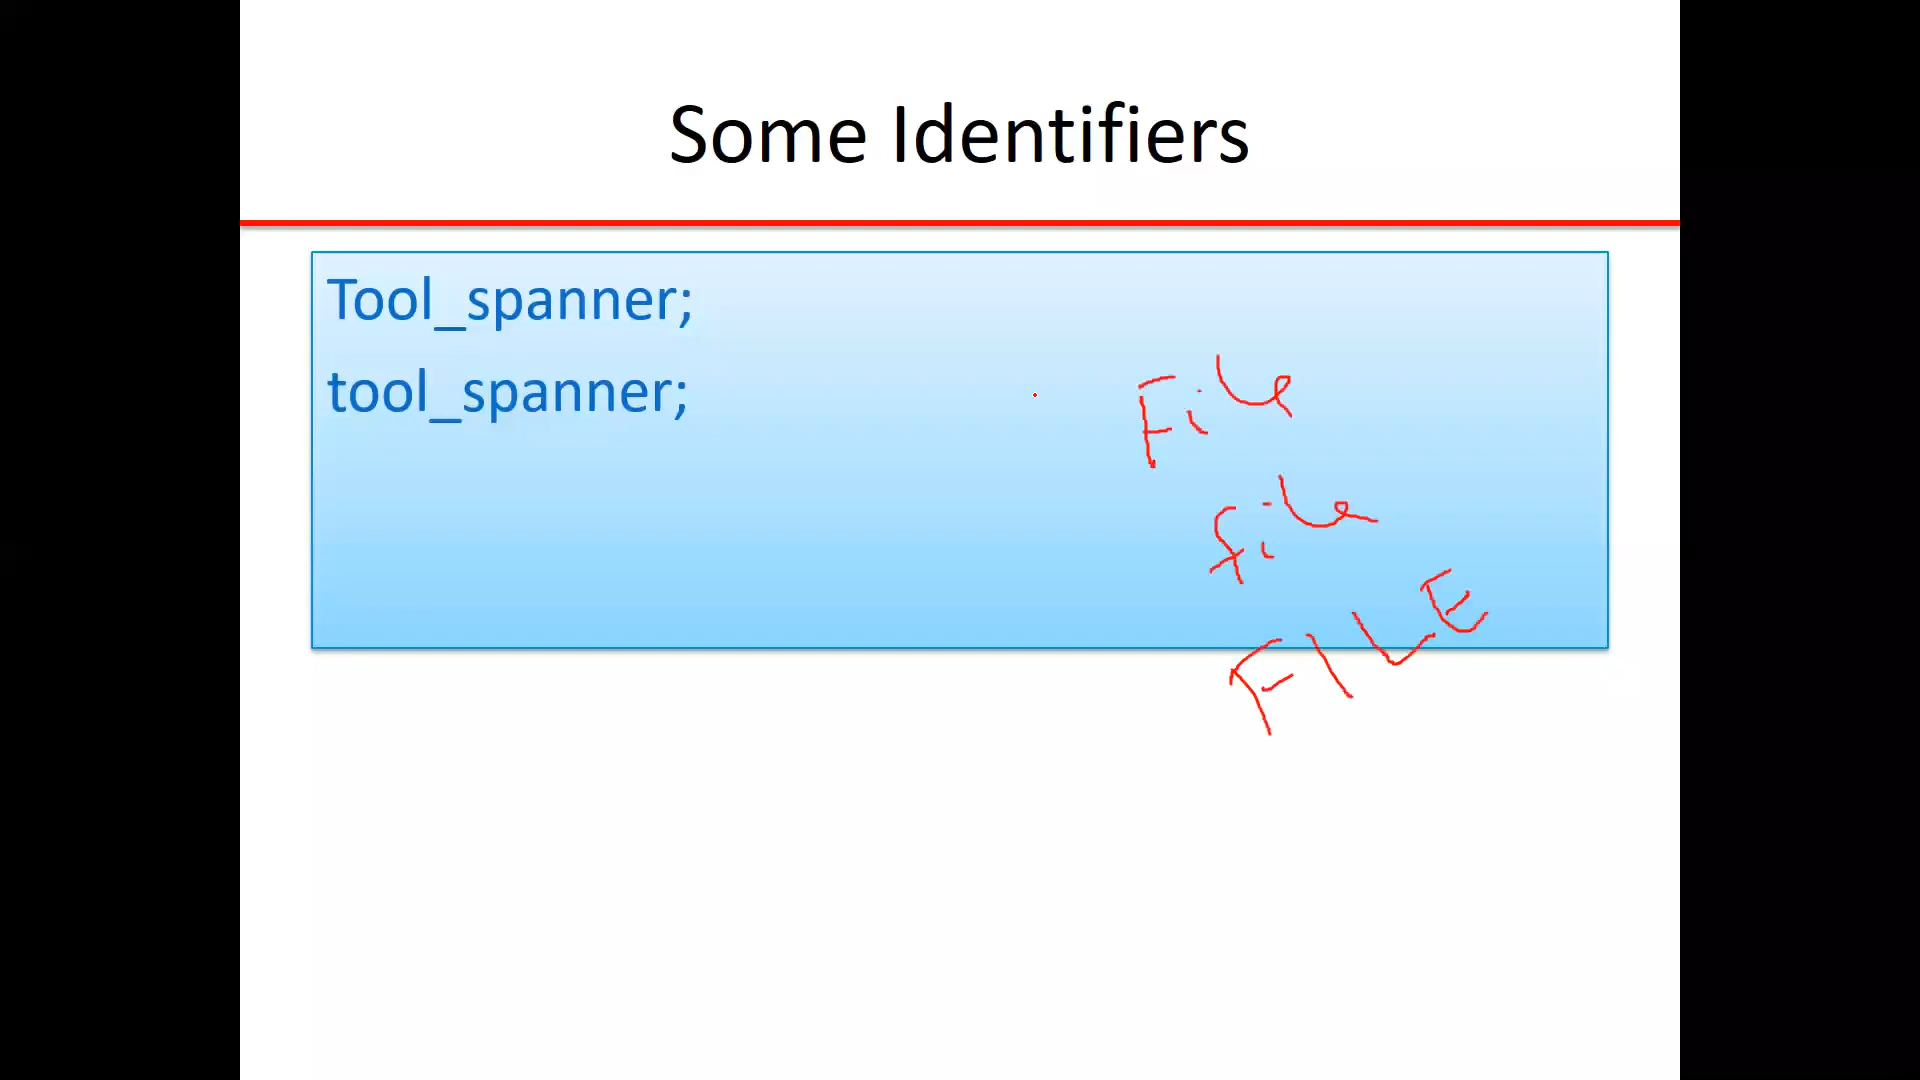 Some Identifiers
Tool_spanner;
tool_spanner;
File
file
FILE